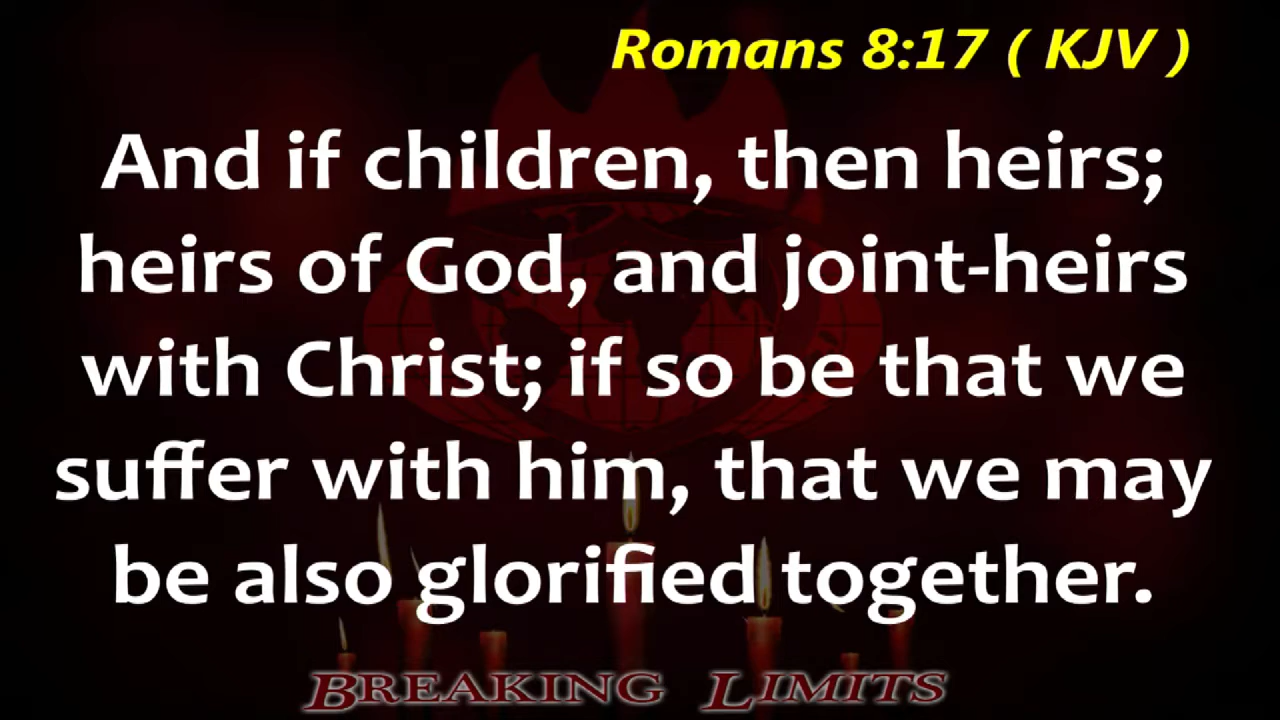 Romans 8:17 ( KJV )
And if children, then heirs;
heirs of God, and joint-heirs
with Christ; if so be that we
suffer with him, that we may
be also glorified together.
BREAKING LIMITS